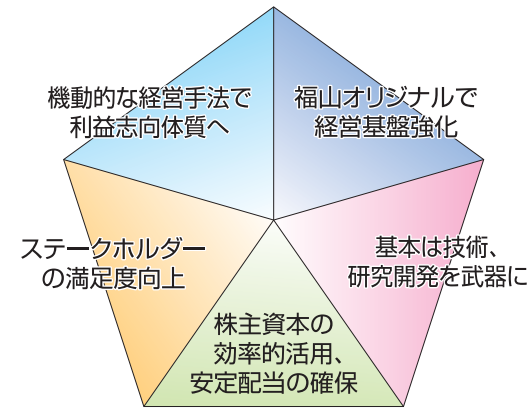 機動的な経営手法で
利益志向体質へ
福山オリジナルで
経営基盤強化
ステークホルダー
の満足度向上
基本は技術、
研究開発を武器に
株主資本の
効率的活用、
安定配当の確保